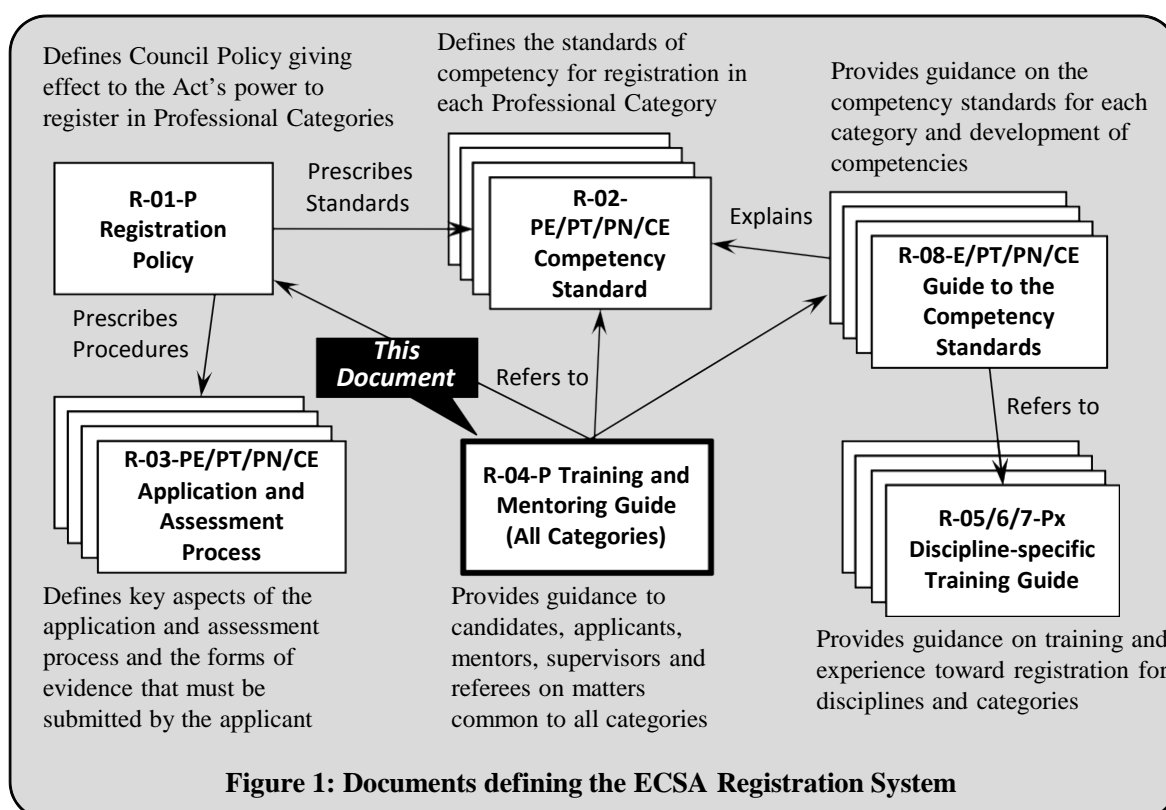 Defines Council Policy giving
effect to the Act's power to
register in Professional Categories
Defines the standards of
competency for registration in
each Professional Category
Provides guidance on the
competency standards for each
category and development of
competencies
R-01-P
Registration
Policy
Prescribes
Standards
R-02-
PE/PT/PN/CE
Competency
Standard
Explains
R-08-E/PT/PN/CE
Guide to the
Competency
Standards
Prescribes
Procedures
This
Document
Refers to
Refers to
R-03-PE/PT/PN/CE
Application and
Assessment
Process
R-04-P Training and
Mentoring Guide
(All Categories)
R-05/6/7-Px
Discipline-specific
Training Guide
Defines key aspects of the
application and assessment
process and the forms of
evidence that must be
submitted by the applicant
Provides guidance to
candidates, applicants,
mentors, supervisors and
referees on matters
common to all categories
Provides guidance on training and
experience toward registration for
disciplines and categories
Figure 1: Documents defining the ECSA Registration System